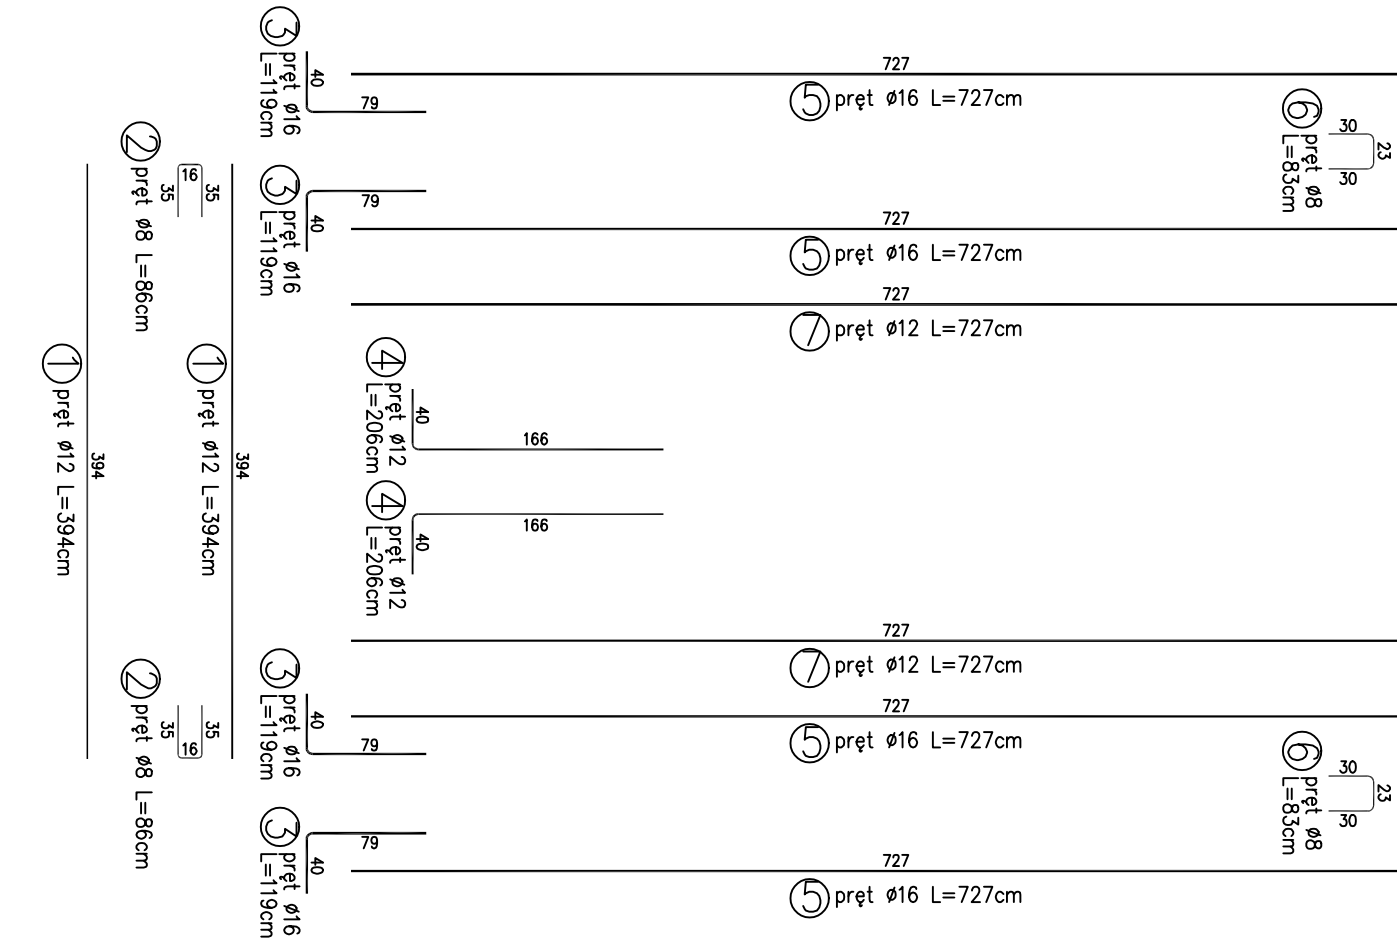 3
pręt ø16
L=119cm
40
79
727
5 pręt ø16 L=727cm
6
pręt ø8
L=83cm
30
23
30
2 pręt ø8 L=86cm
35
16
35
3
pręt ø16
L=119cm
79
40
727
5 pręt ø16 L=727cm
727
7 pręt ø12 L=727cm
1 pręt ø12 L=394cm
394
1 pręt ø12 L=394cm
394
4
pręt ø12
L=206cm
40
166
4
pręt ø12
L=206cm
166
40
727
7 pręt ø12 L=727cm
2 pręt ø8 L=86cm
35
16
35
3
pręt ø16
L=119cm
40
79
727
5 pręt ø16 L=727cm
6
pręt ø8
L=83cm
30
23
30
3
pręt ø16
L=119cm
79
40
727
5 pręt ø16 L=727cm